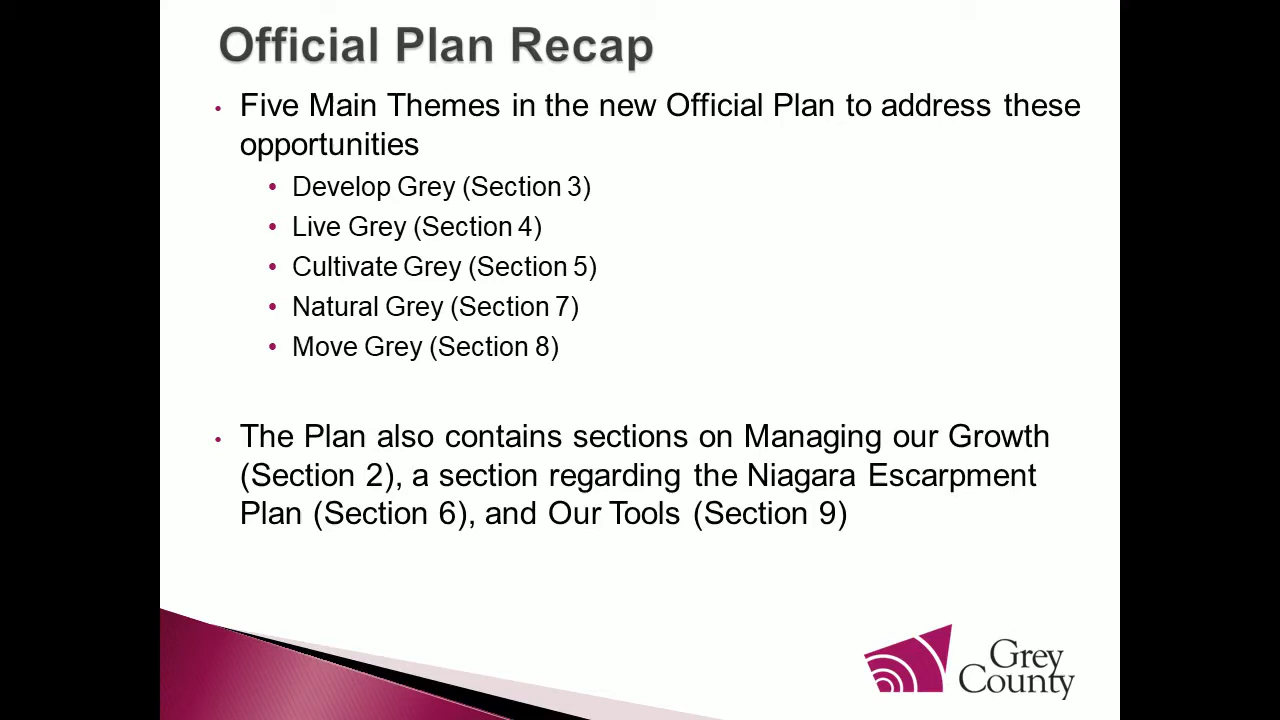 Official Plan Recap
• Five Main Themes in the new Official Plan to address these
opportunities
• Develop Grey (Section 3)
• Live Grey (Section 4)
• Cultivate Grey (Section 5)
• Natural Grey (Section 7)
• Move Grey (Section 8)
• The Plan also contains sections on Managing our Growth
(Section 2), a section regarding the Niagara Escarpment
Plan (Section 6), and Our Tools (Section 9)
Grey
County